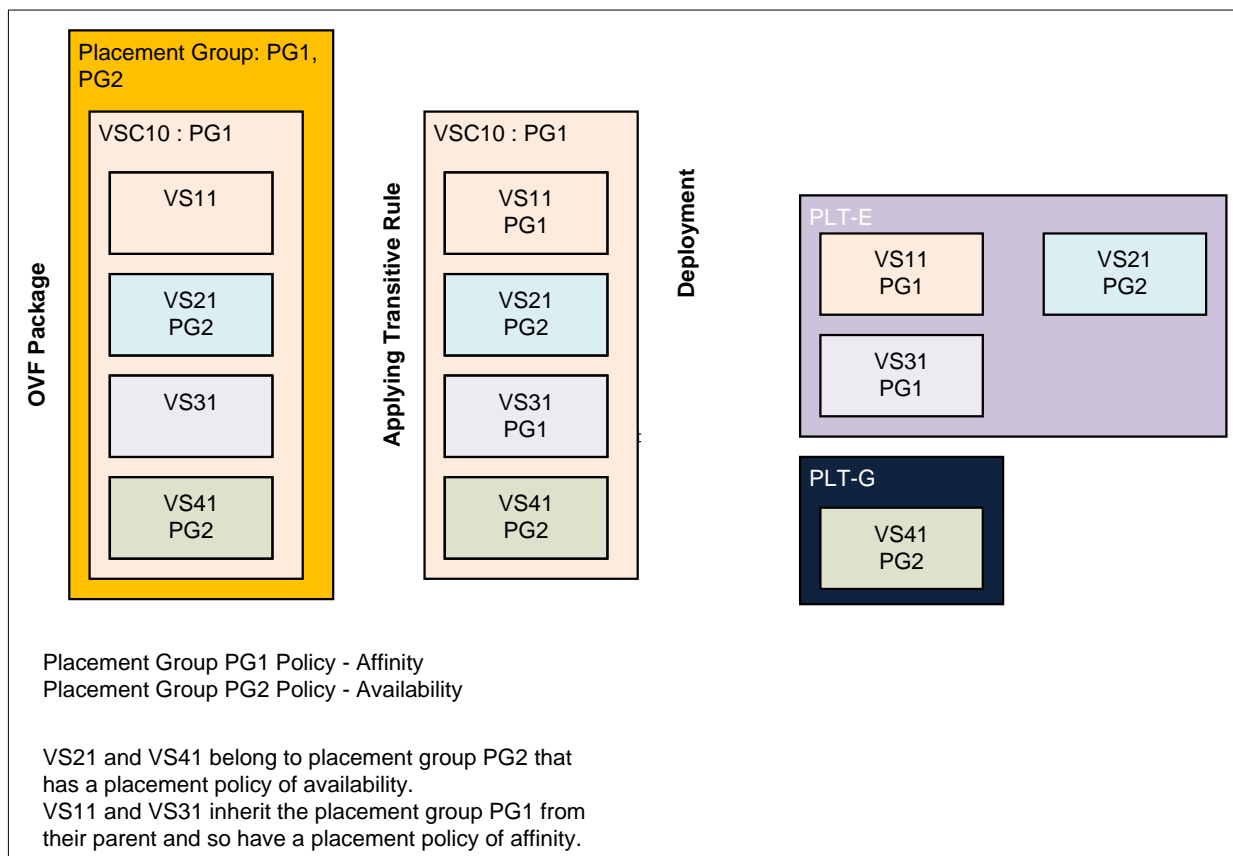 Placement Group: PG1,
PG2
VSC10 : PG1
VS11
VS21
PG2
VS31
VS41
PG2
OVF Package
Applying Transitive Rule
VSC10 : PG1
VS11
PG1
VS21
PG2
VS31
PG1
VS41
PG2
Deployment
PLT-E
VS11
PG1
VS21
PG2
VS31
PG1
PLT-G
VS41
PG2
Placement Group PG1 Policy - Affinity
Placement Group PG2 Policy - Availability
VS21 and VS41 belong to placement group PG2 that
has a placement policy of availability.
VS11 and VS31 inherit the placement group PG1 from
their parent and so have a placement policy of affinity.